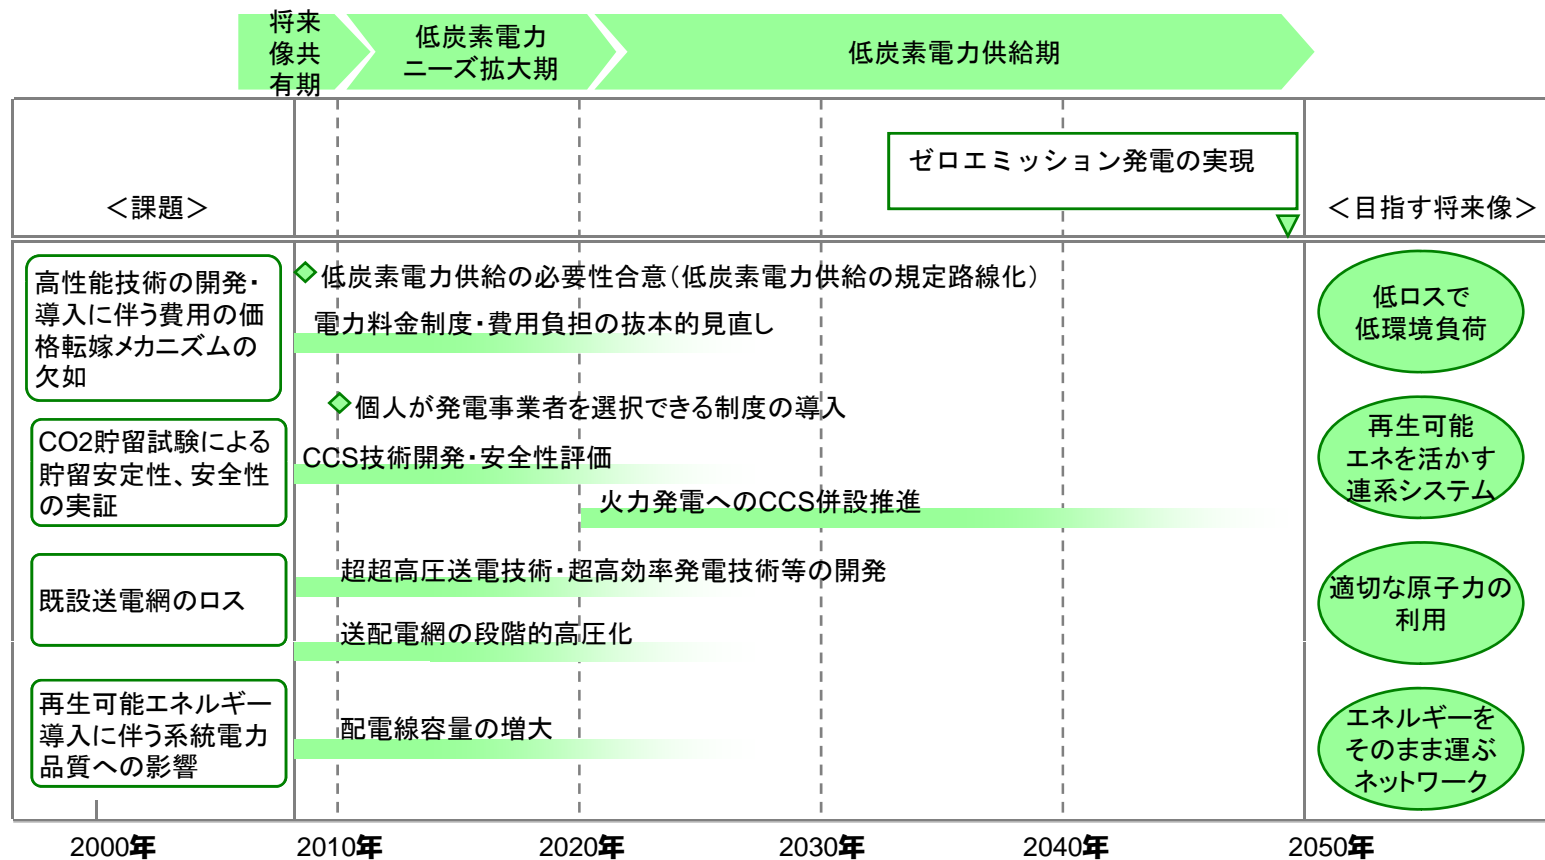 将来
像共
有期
低炭素電力
ニーズ拡大期
低炭素電力供給期
ゼロエミッション発電の実現
＜課題＞
＜目指す将来像＞
高性能技術の開発・
導入に伴う費用の価
格転嫁メカニズムの
欠如
CO2貯留試験による
貯留安定性、安全性
の実証
既設送電網のロス
再生可能エネルギー
導入に伴う系統電力
品質への影響
低炭素電力供給の必要性合意（低炭素電力供給の規定路線化）
電力料金制度・費用負担の抜本的見直し
個人が発電事業者を選択できる制度の導入
CCS技術開発・安全性評価
火力発電へのCCS併設推進
超超高圧送電技術・超高効率発電技術等の開発
送配電網の段階的高圧化
配電線容量の増大
低ロスで
低環境負荷
再生可能
エネを活かす
連系システム
適切な原子力の
利用
エネルギーを
そのまま運ぶ
ネットワーク
2000年
2010年
2020年
2030年
2040年
2050年